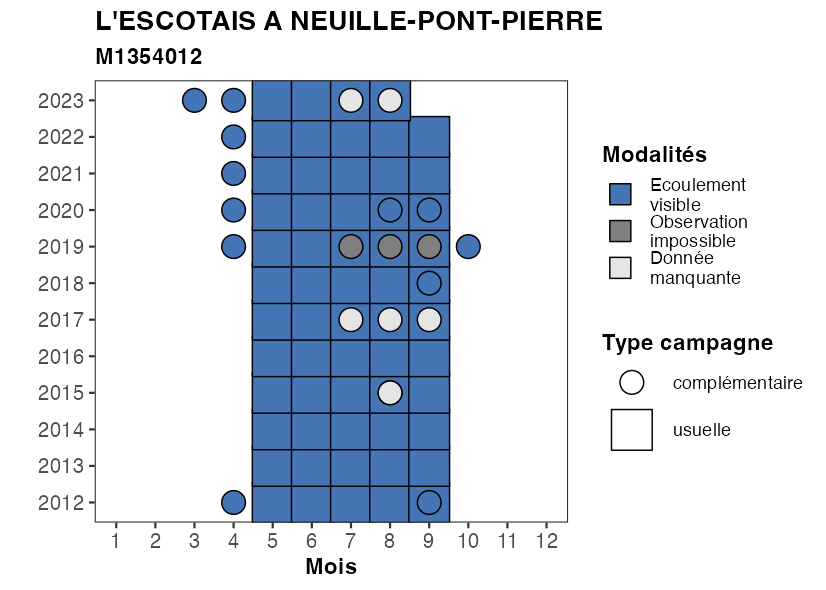 L'ESCOTAIS A NEUILLE-PONT-PIERRE
M1354012
2023
2022
2021
2020
2019
2018
2017
2016
2015
2014
2013
2012
1 2 3 4 5 6 7 8 9 10 11 12
Mois
Modalités
Ecoulement
visible
Observation
impossible
Donnée
manquante
Type campagne
complémentaire
usuelle